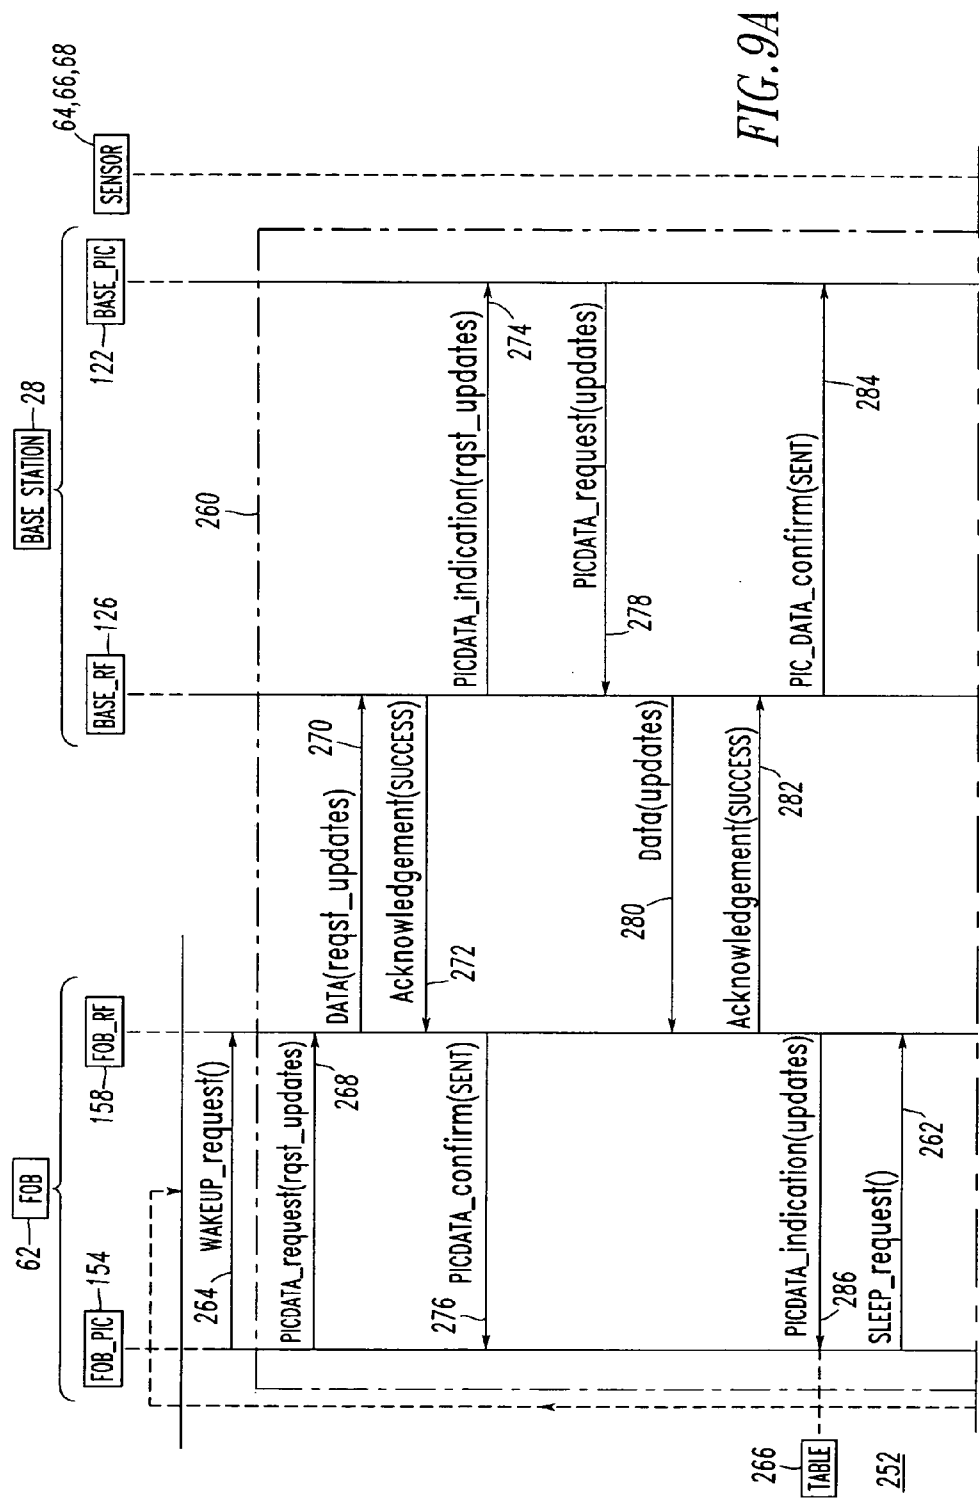 62 FOB
BASE STATION 28
FOB_PIC 154
158 FOB_RF
BASE_RF 126
122 BASE_PIC
SENSOR 64,66,68
264 WAKEUP_request()
260
PICDATA_request(rqst_updates)
268
DATA(reqst_updates)
270
Acknowledgement(SUCCESS)
272
PICDATA_indication(rqst_updates)
274
PICDATA_confirm(SENT)
276
PICDATA_request(updates)
278
Data(updates)
280
Acknowledgement(SUCCESS)
282
PIC_DATA_confirm(SENT)
284
PICDATA_indication(updates)
286
SLEEP_request()
262
266
TABLE
252
FIG.9A